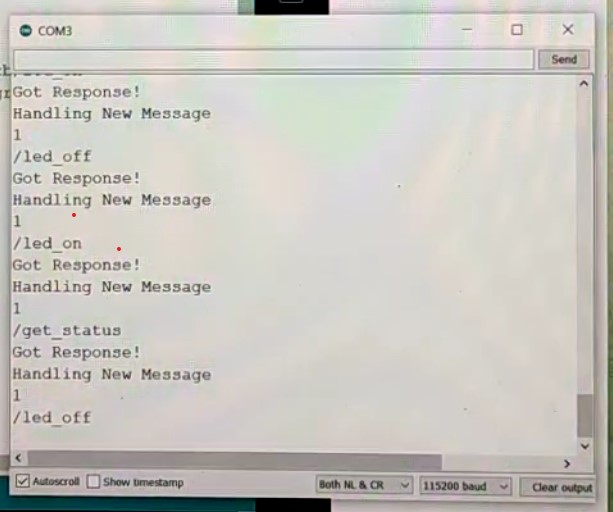 COM3
Send
Got Response!
Handling New Message
1
/led_off
Got Response!
Handling New Message
1
/led_on
Got Response!
Handling New Message
1
/get_status
Got Response!
Handling New Message
1
/led_off
Autoscroll Show timestamp Both NL & CR 115200 baud Clear output